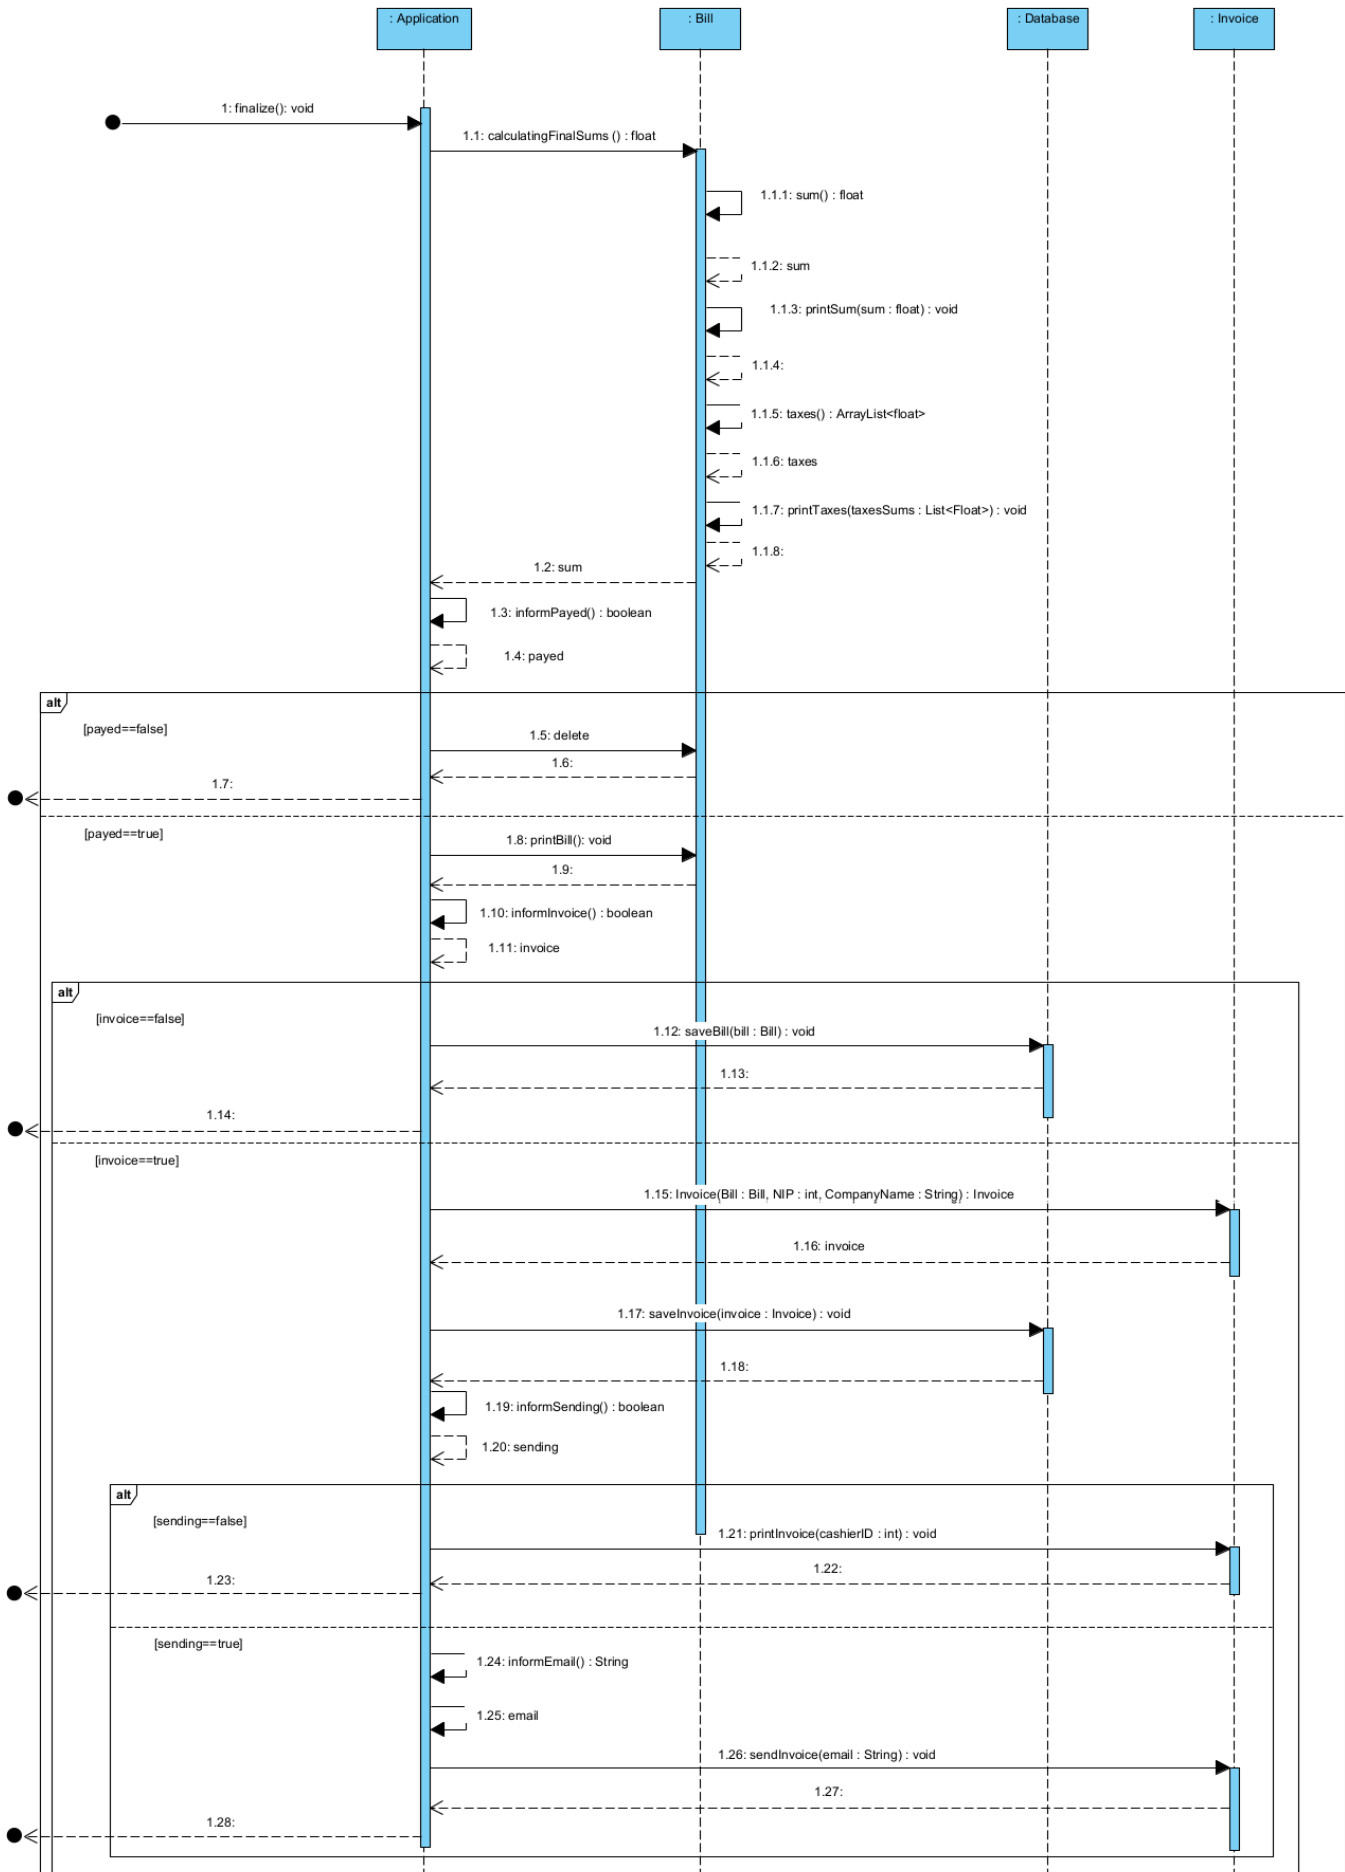 : Application
: Bill
: Database
: Invoice
1: finalize(): void
1.1: calculatingFinalSums () : float
1.1.1: sum() : float
1.1.2: sum
1.1.3: printSum(sum : float) : void
1.1.4:
1.1.5: taxes() : ArrayList<float>
1.1.6: taxes
1.1.7: printTaxes(taxesSums : List<Float>) : void
1.1.8:
1.2: sum
1.3: informPayed() : boolean
1.4: payed
alt
[payed==false]
1.5: delete
1.6:
1.7:
[payed==true]
1.8: printBill(): void
1.9:
1.10: informInvoice() : boolean
1.11: invoice
alt
[invoice==false]
1.12: saveBill(bill : Bill) : void
1.13:
1.14:
[invoice==true]
1.15: Invoice(Bill : Bill, NIP : int, CompanyName : String) : Invoice
1.16: invoice
1.17: saveInvoice(invoice : Invoice) : void
1.18:
1.19: informSending() : boolean
1.20: sending
alt
[sending==false]
1.21: printInvoice(cashierID : int) : void
1.22:
1.23:
[sending==true]
1.24: informEmail() : String
1.25: email
1.26: sendInvoice(email : String) : void
1.27:
1.28: